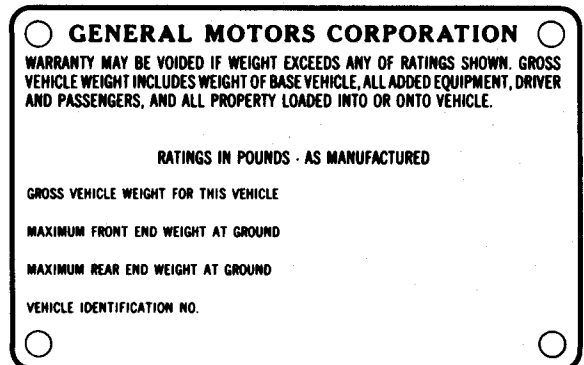 GENERAL MOTORS CORPORATION
WARRANTY MAY BE VOIDED IF WEIGHT EXCEEDS ANY OF RATINGS SHOWN. GROSS
VEHICLE WEIGHT INCLUDES WEIGHT OF BASE VEHICLE, ALL ADDED EQUIPMENT, DRIVER
AND PASSENGERS, AND ALL PROPERTY LOADED INTO OR ONTO VEHICLE.
RATINGS IN POUNDS - AS MANUFACTURED
GROSS VEHICLE WEIGHT FOR THIS VEHICLE
MAXIMUM FRONT END WEIGHT AT GROUND
MAXIMUM REAR END WEIGHT AT GROUND
VEHICLE IDENTIFICATION NO.